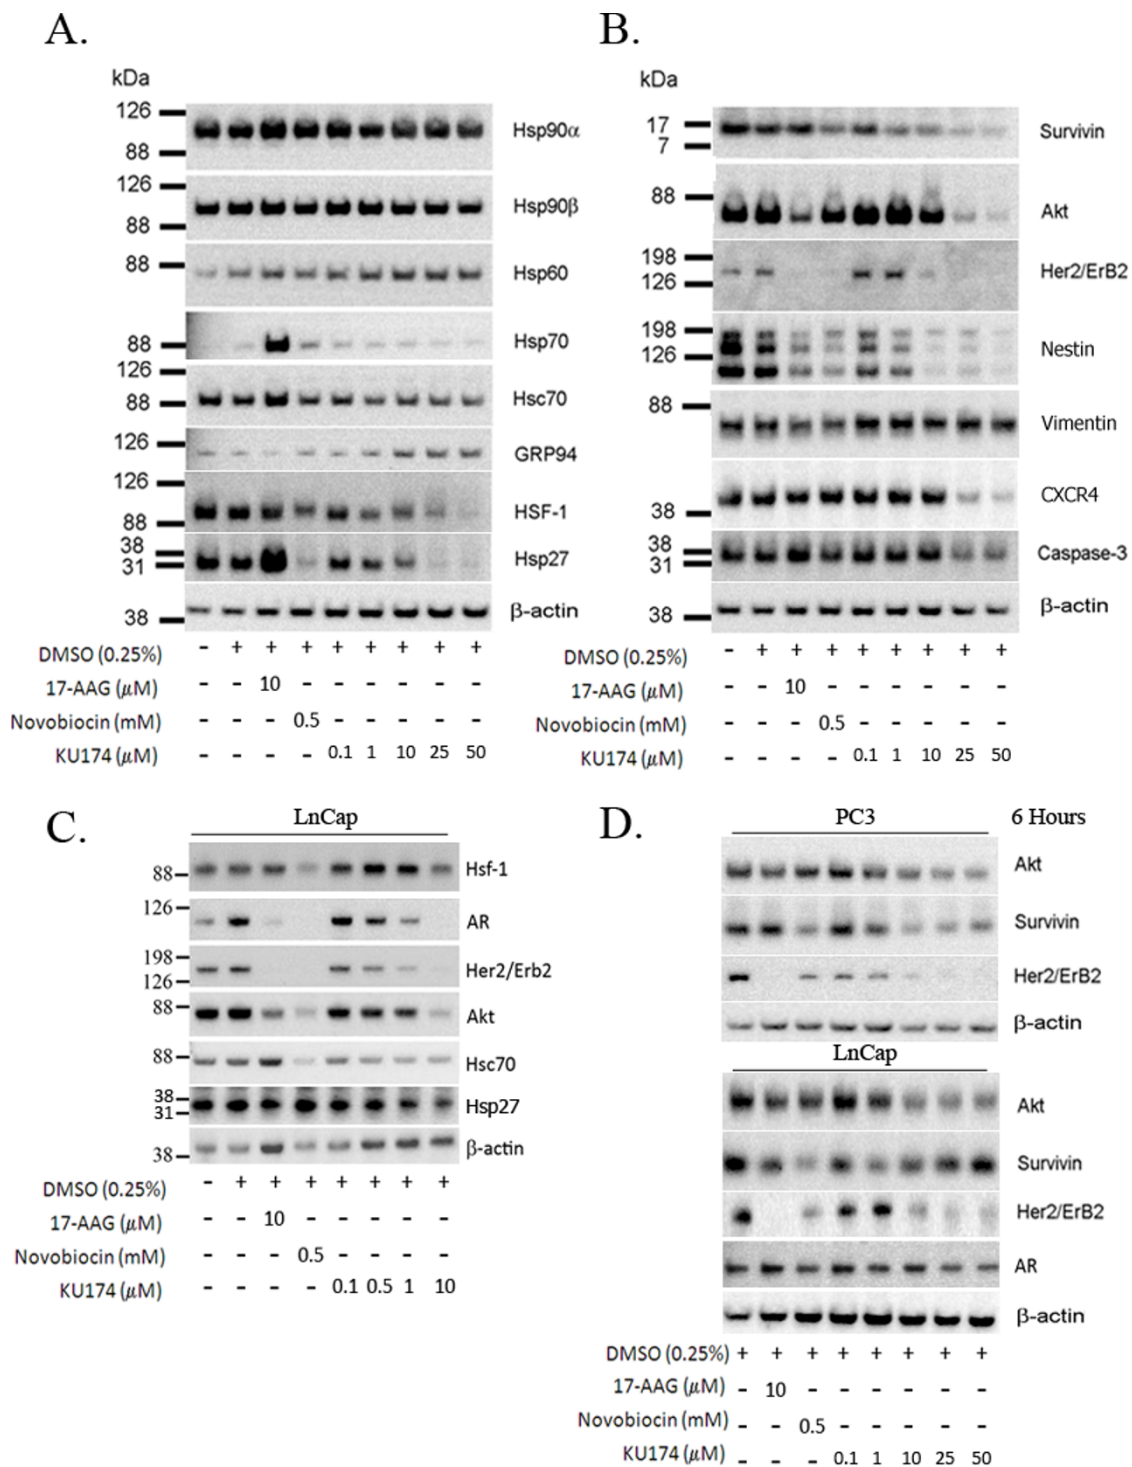 A.
kDa
126
88
Hsp90α
126
88
Hsp90β
88
Hsp60
88
Hsp70
126
88
Hsc70
126
GRP94
126
88
HSF-1
38
31
Hsp27
38
β-actin
DMSO (0.25%) - + + + + + + + +
17-AAG (μM) - - 10 - - - - - -
Novobiocin (mM) - - - 0.5 - - - - -
KU174 (μM) - - - - 0.1 1 10 25 50
B.
kDa
17
7
Survivin
88
Akt
198
126
Her2/ErB2
198
126
Nestin
88
Vimentin
38
CXCR4
38
31
Caspase-3
38
β-actin
DMSO (0.25%) - + + + + + + + +
17-AAG (μM) - - 10 - - - - - -
Novobiocin (mM) - - - 0.5 - - - - -
KU174 (μM) - - - - 0.1 1 10 25 50
C.
LnCap
88
Hsf-1
126
AR
198
126
Her2/Erb2
88
Akt
88
Hsc70
38
31
Hsp27
38
β-actin
DMSO (0.25%) - + + + + + + +
17-AAG (μM) - - 10 - - - - -
Novobiocin (mM) - - - 0.5 - - - -
KU174 (μM) - - - - 0.1 0.5 1 10
D.
PC3 6 Hours
Akt
Survivin
Her2/ErB2
β-actin
LnCap
Akt
Survivin
Her2/ErB2
AR
β-actin
DMSO (0.25%) + + + + + + + +
17-AAG (μM) - 10 - - - - - -
Novobiocin (mM) - - 0.5 - - - - -
KU174 (μM) - - - 0.1 1 10 25 50